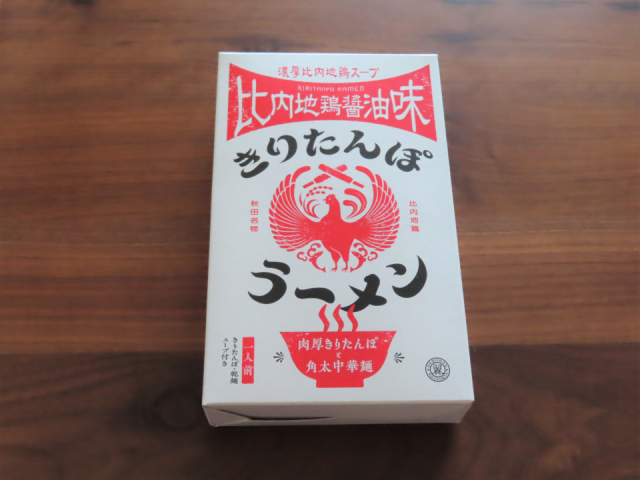 濃厚比内地鶏スープ
KIRITANPO RAMEN
比内地鶏醤油味
きりたんぽ
秋田名物
比内地鶏
ラーメン
肉厚きりたんぽ
と
角太中華麺
一人前
きりたんぽ・乾麺
スープ付き